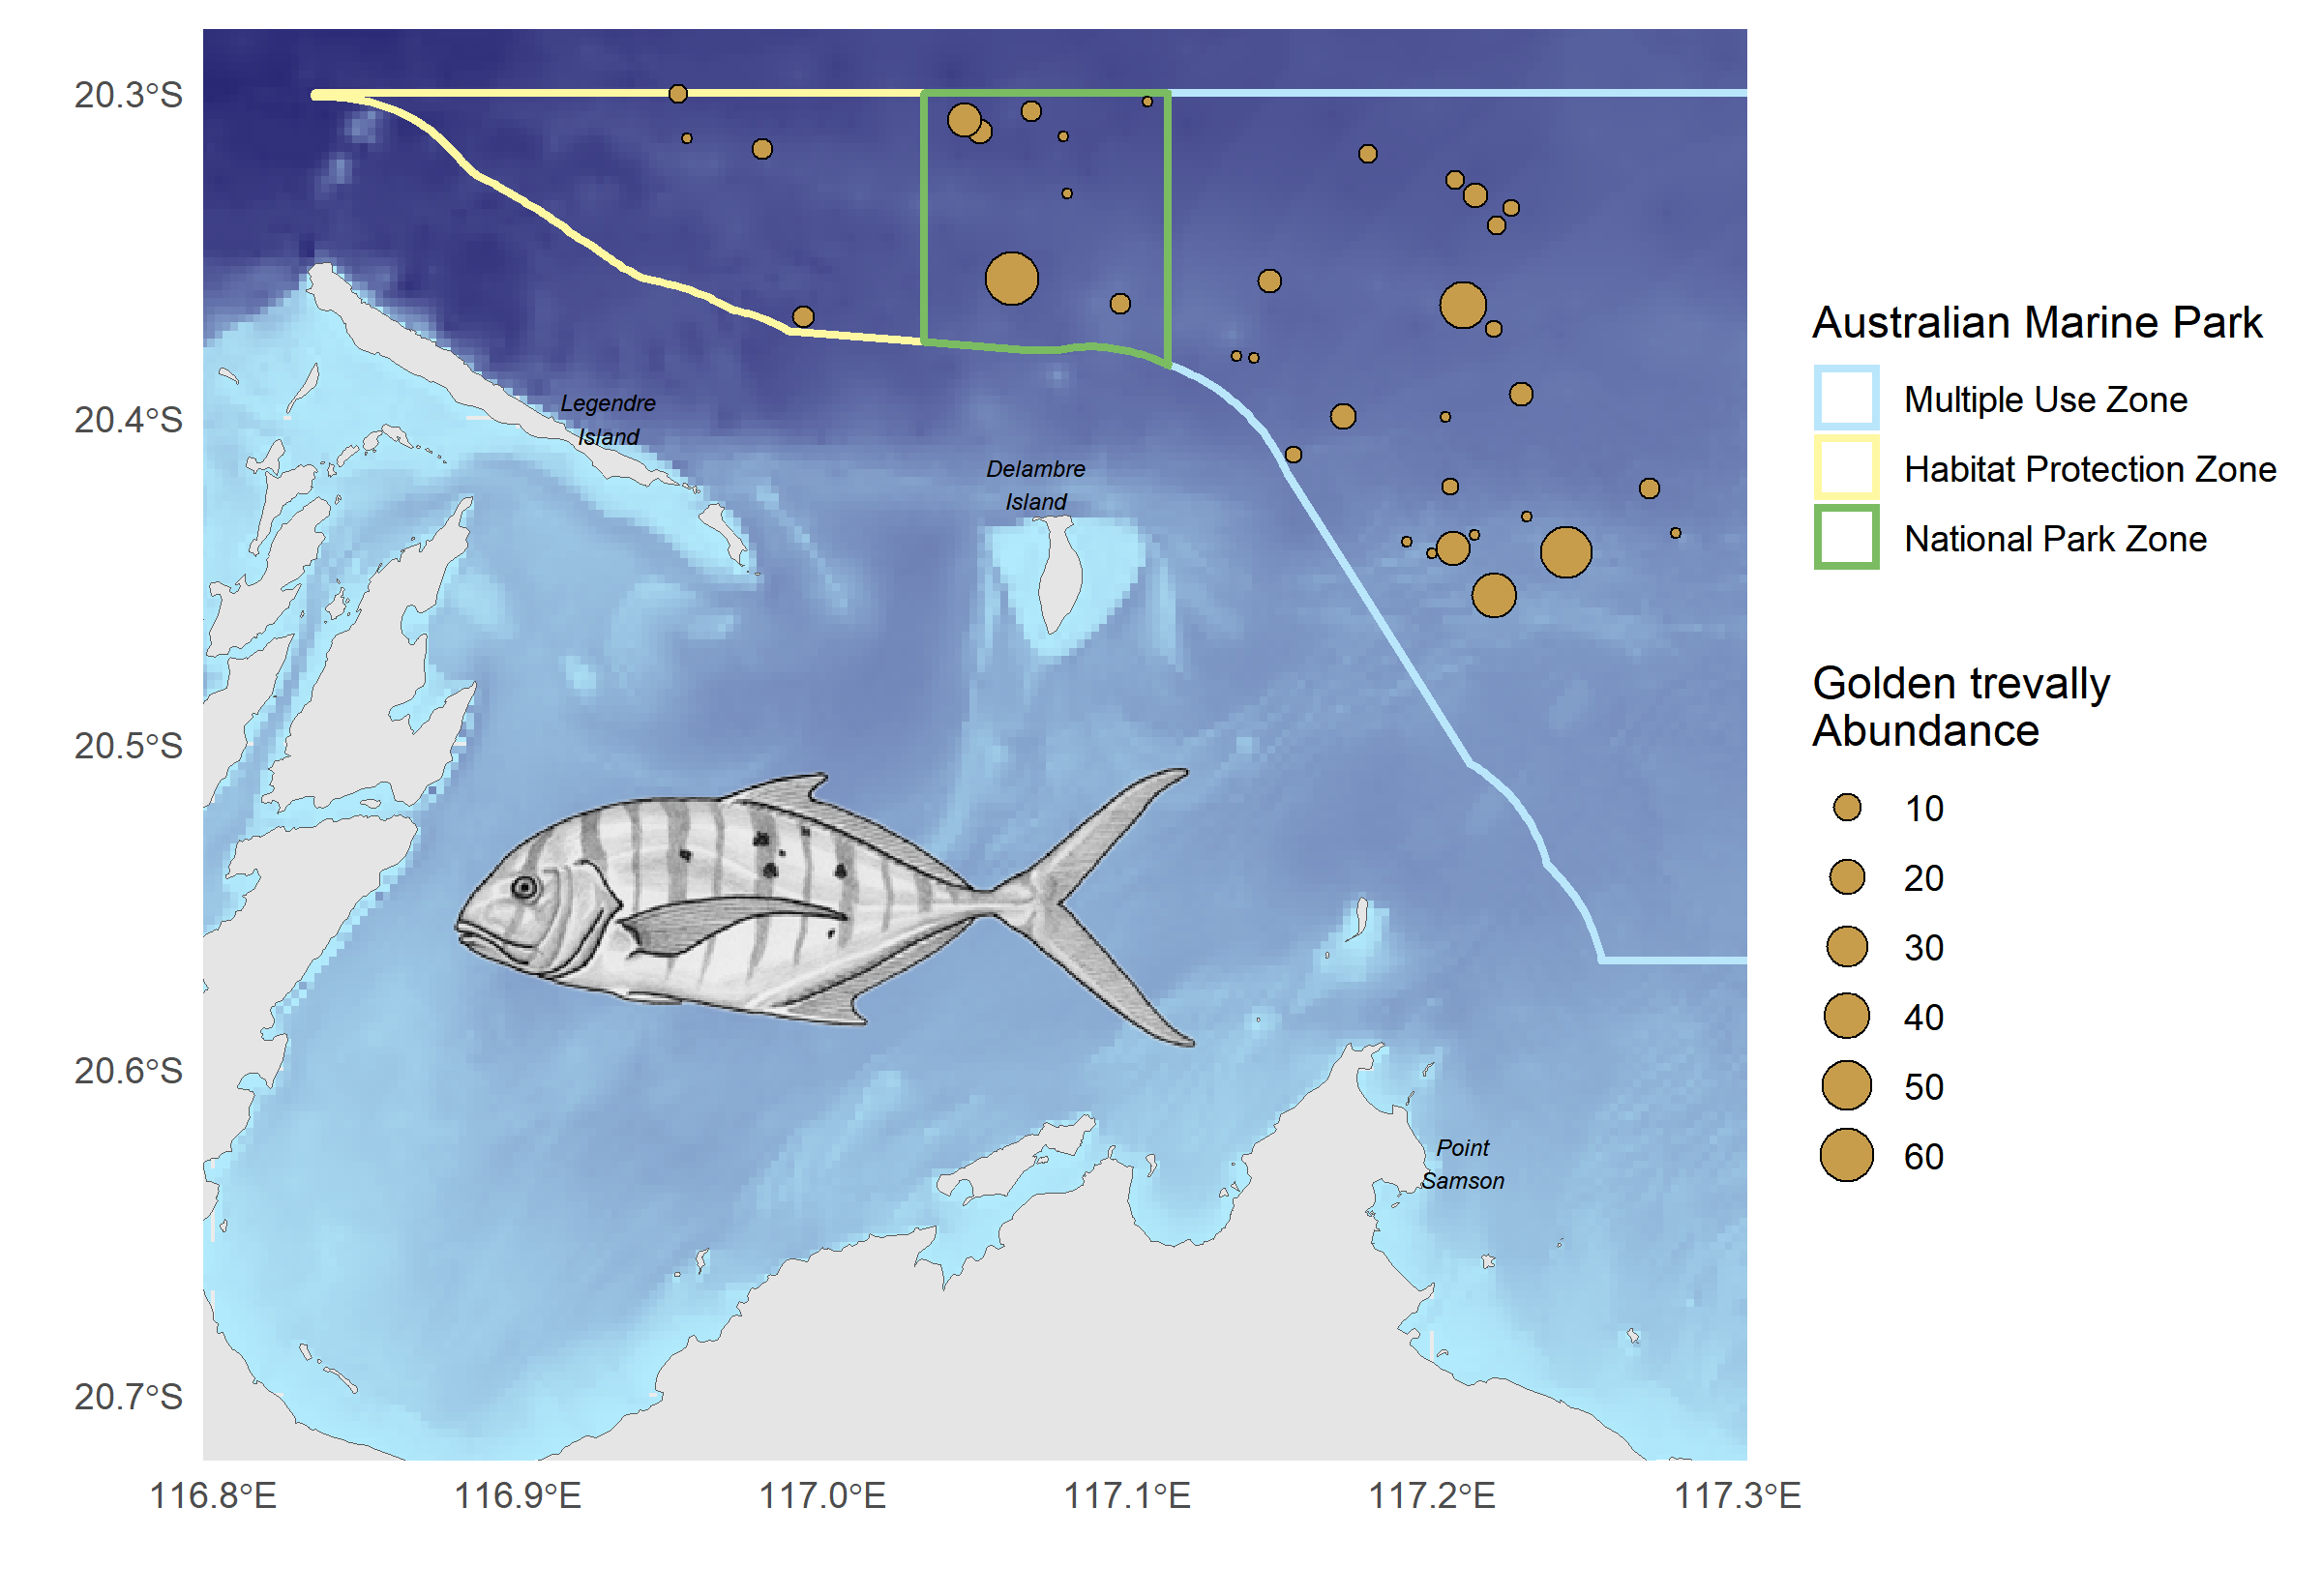 20.3°S
20.4°S
20.5°S
20.6°S
20.7°S
116.8°E
116.9°E
117.0°E
117.1°E
117.2°E
117.3°E
Legendre
Island
Delambre
Island
Point
Samson
Australian Marine Park
Multiple Use Zone
Habitat Protection Zone
National Park Zone
Golden trevally
Abundance
10
20
30
40
50
60